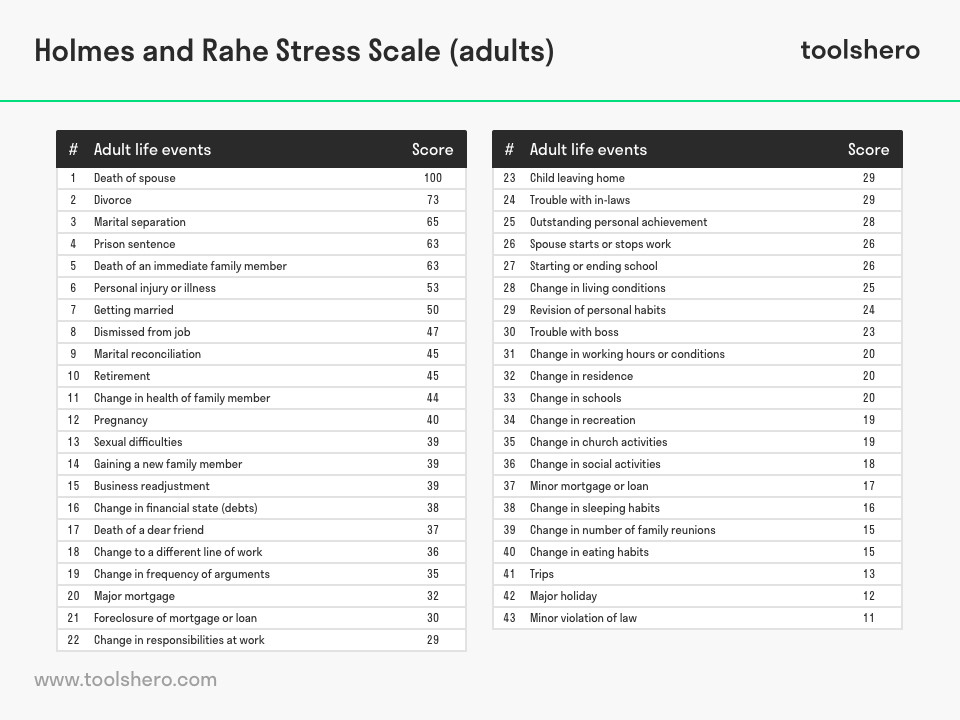 Holmes and Rahe Stress Scale (adults)
toolshero
# Adult life events Score
1 Death of spouse 100
2 Divorce 73
3 Marital separation 65
4 Prison sentence 63
5 Death of an immediate family member 63
6 Personal injury or illness 53
7 Getting married 50
8 Dismissed from job 47
9 Marital reconciliation 45
10 Retirement 45
11 Change in health of family member 44
12 Pregnancy 40
13 Sexual difficulties 39
14 Gaining a new family member 39
15 Business readjustment 39
16 Change in financial state (debts) 38
17 Death of a dear friend 37
18 Change to a different line of work 36
19 Change in frequency of arguments 35
20 Major mortgage 32
21 Foreclosure of mortgage or loan 30
22 Change in responsibilities at work 29
# Adult life events Score
23 Child leaving home 29
24 Trouble with in-laws 29
25 Outstanding personal achievement 28
26 Spouse starts or stops work 26
27 Starting or ending school 26
28 Change in living conditions 25
29 Revision of personal habits 24
30 Trouble with boss 23
31 Change in working hours or conditions 20
32 Change in residence 20
33 Change in schools 20
34 Change in recreation 19
35 Change in church activities 19
36 Change in social activities 18
37 Minor mortgage or loan 17
38 Change in sleeping habits 16
39 Change in number of family reunions 15
40 Change in eating habits 15
41 Trips 13
42 Major holiday 12
43 Minor violation of law 11
www.toolshero.com